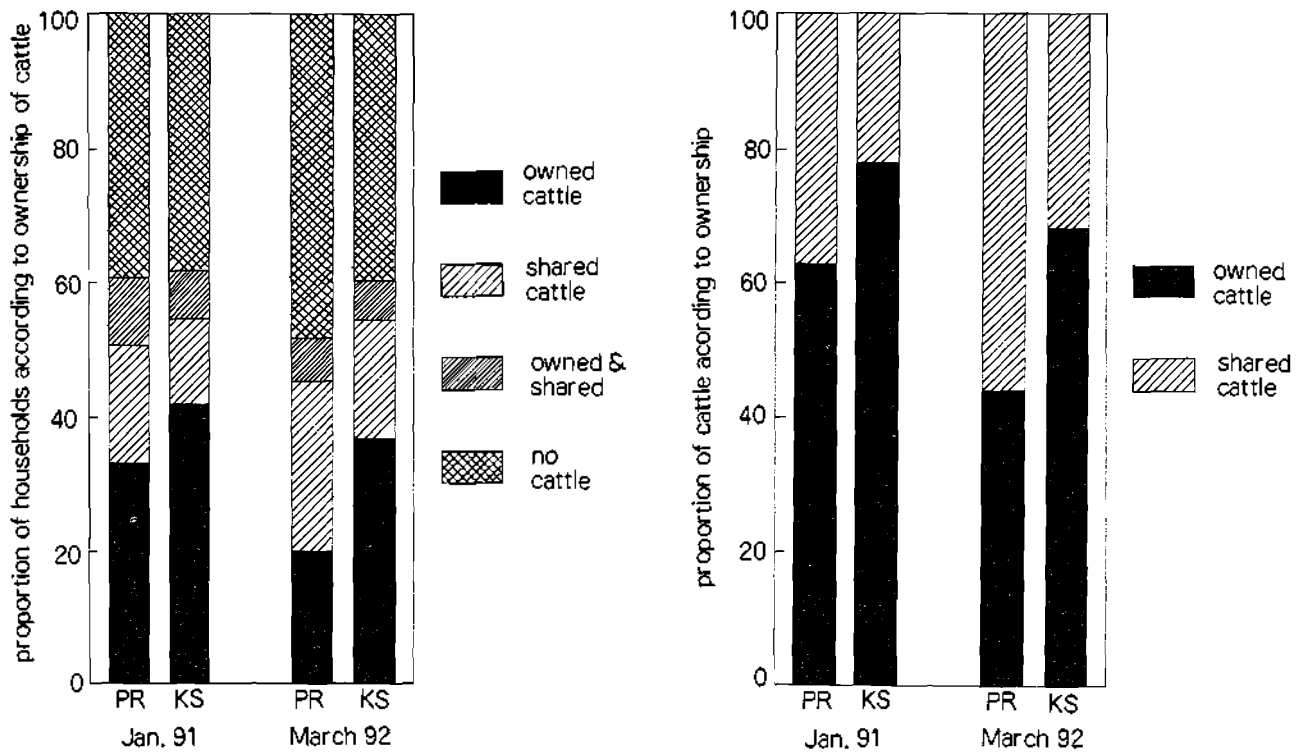 proportion of households according to ownership of cattle
100
80
60
40
20
0
PR KS PR KS
Jan. 91 March 92
owned
cattle
shared
cattle
owned &
shared
no
cattle
proportion of cattle according to ownership
100
80
60
40
20
0
PR KS PR KS
Jan. 91 March 92
owned
cattle
shared
cattle